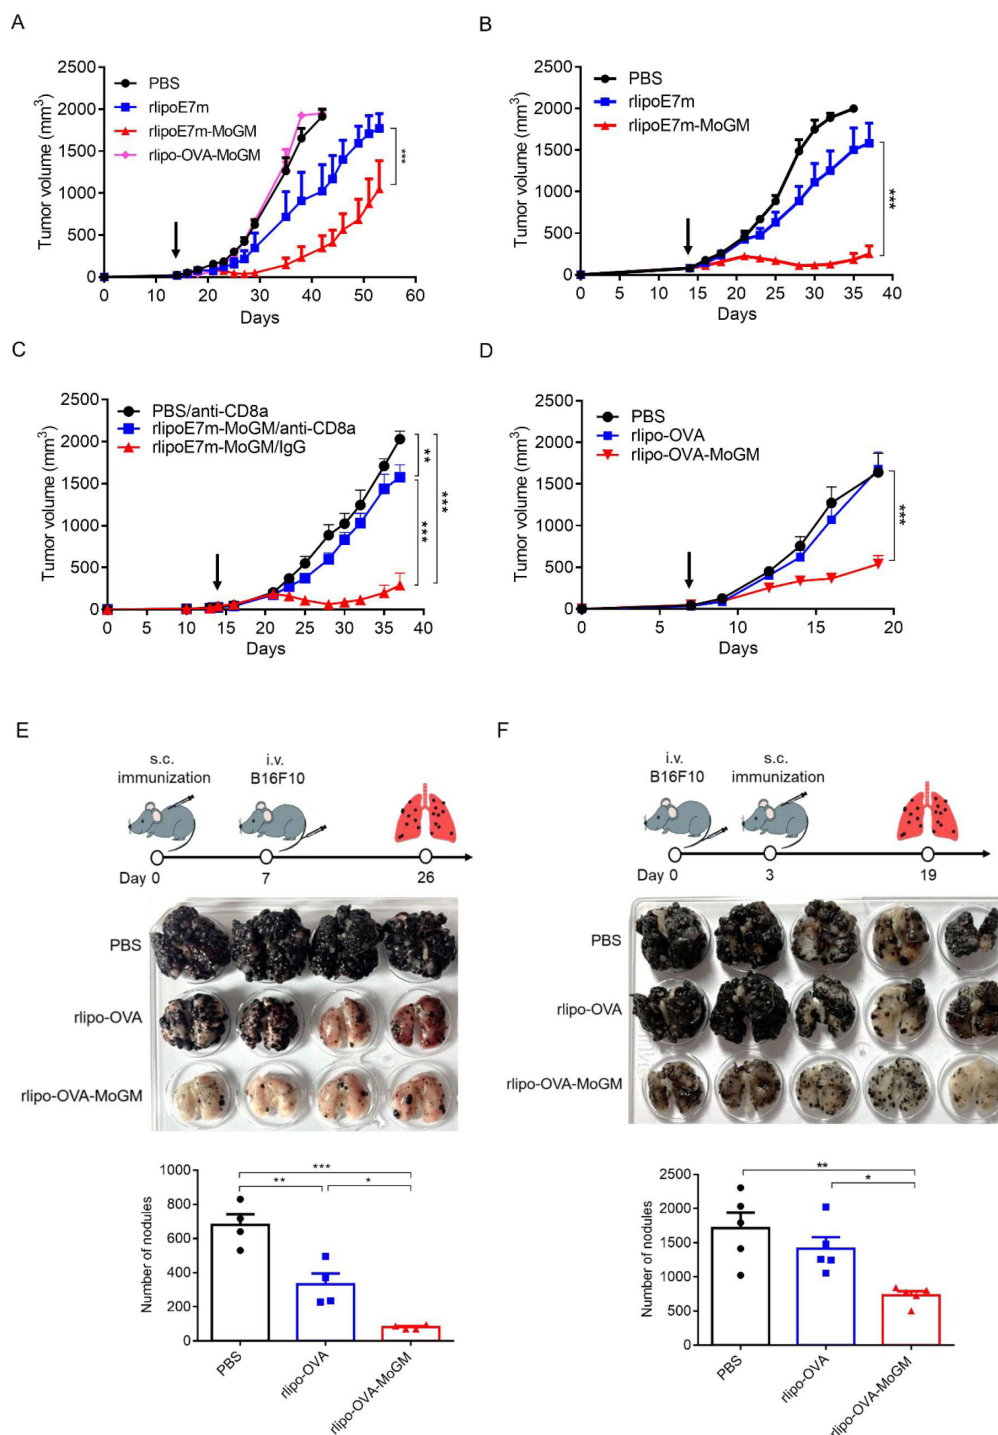 A
2500
2000
1500
1000
500
0
Tumor volume (mm³)
PBS
rlipoE7m
rlipoE7m-MoGM
rlipo-OVA-MoGM
***
0 10 20 30 40 50 60
Days
B
2500
2000
1500
1000
500
0
Tumor volume (mm³)
PBS
rlipoE7m
rlipoE7m-MoGM
***
0 5 10 15 20 25 30 35 40
Days
C
2500
2000
1500
1000
500
0
Tumor volume (mm³)
PBS/anti-CD8a
rlipoE7m-MoGM/anti-CD8a
rlipoE7m-MoGM/IgG
**
***
***
0 5 10 15 20 25 30 35 40
Days
D
2500
2000
1500
1000
500
0
Tumor volume (mm³)
PBS
rlipo-OVA
rlipo-OVA-MoGM
***
0 5 10 15 20
Days
E
s.c.
immunization
i.v.
B16F10
Day 0 7 26
PBS
rlipo-OVA
rlipo-OVA-MoGM
1000
800
600
400
200
0
Number of nodules
***
** *
PBS
rlipo-OVA
rlipo-OVA-MoGM
F
i.v.
B16F10
s.c.
immunization
Day 0 3 19
PBS
rlipo-OVA
rlipo-OVA-MoGM
2500
2000
1500
1000
500
0
Number of nodules
**
*
PBS
rlipo-OVA
rlipo-OVA-MoGM